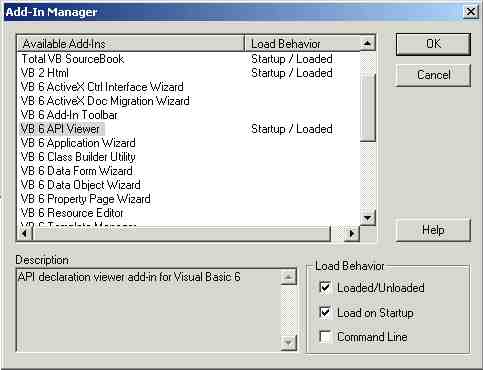 Add-In Manager
Available Add-Ins Load Behavior
Total VB SourceBook Startup / Loaded
VB 2 Html Startup / Loaded
VB 6 ActiveX Ctrl Interface Wizard
VB 6 ActiveX Doc Migration Wizard
VB 6 Add-In Toolbar
VB 6 API Viewer Startup / Loaded
VB 6 Application Wizard
VB 6 Class Builder Utility
VB 6 Data Form Wizard
VB 6 Data Object Wizard
VB 6 Property Page Wizard
VB 6 Resource Editor
VB 6 Template Manager
OK
Cancel
Help
Description
API declaration viewer add-in for Visual Basic 6
Load Behavior
Loaded/Unloaded
Load on Startup
Command Line